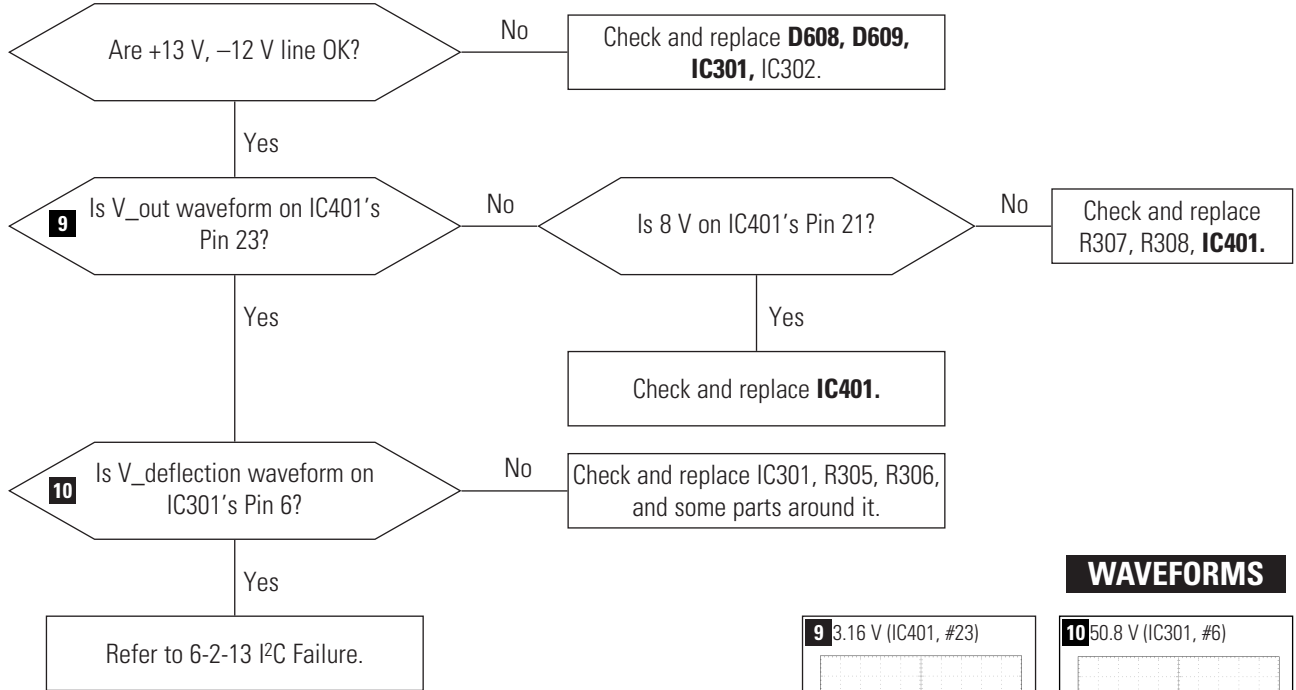 Are +13 V, –12 V line OK?
No
Check and replace D608, D609,
IC301, IC302.
Yes
9
Is V_out waveform on IC401's
Pin 23?
No
Is 8 V on IC401's Pin 21?
No
Check and replace
R307, R308, IC401.
Yes
Yes
Check and replace IC401.
10
Is V_deflection waveform on
IC301's Pin 6?
No
Check and replace IC301, R305, R306,
and some parts around it.
Yes
Refer to 6-2-13 I²C Failure.
WAVEFORMS
9 3.16 V (IC401, #23)
10 50.8 V (IC301, #6)